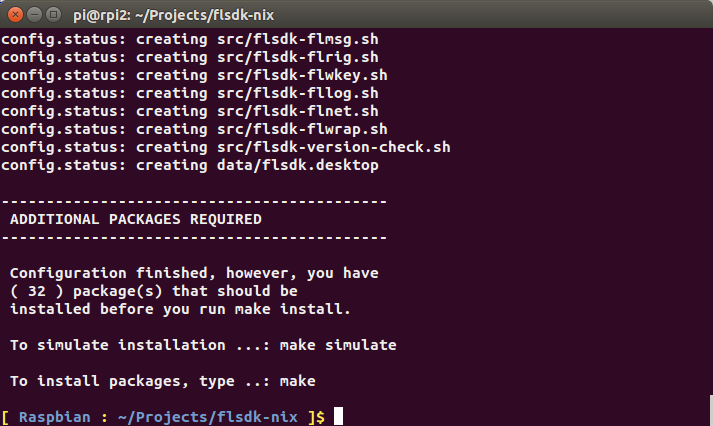 pi@rpi2: ~/Projects/flsdk-nix
config.status: creating src/flsdk-flmsg.sh
config.status: creating src/flsdk-flrig.sh
config.status: creating src/flsdk-flwkey.sh
config.status: creating src/flsdk-fllog.sh
config.status: creating src/flsdk-flnet.sh
config.status: creating src/flsdk-flwrap.sh
config.status: creating src/flsdk-version-check.sh
config.status: creating data/flsdk.desktop
-------------------------------------------
ADDITIONAL PACKAGES REQUIRED
-------------------------------------------
Configuration finished, however, you have
( 32 ) package(s) that should be
installed before you run make install.
To simulate installation ...: make simulate
To install packages, type ..: make
[ Raspbian : ~/Projects/flsdk-nix ]$